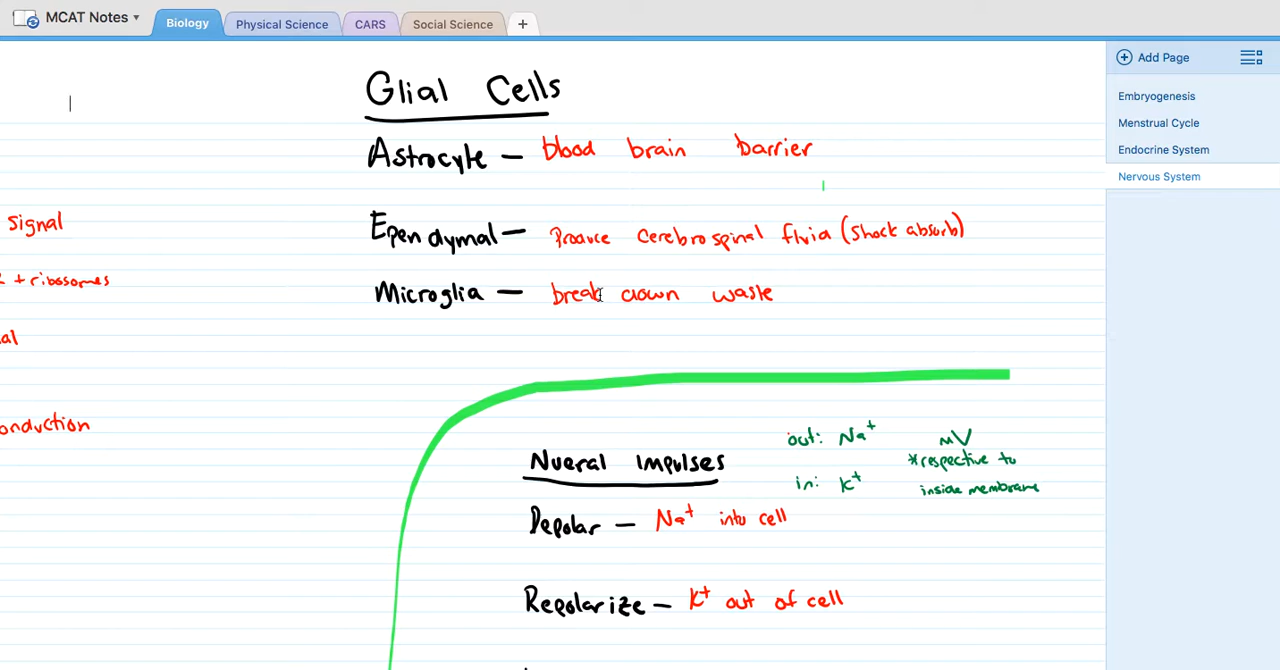 MCAT Notes
Biology
Physical Science
CARS
Social Science
+
Add Page
Embryogenesis
Menstrual Cycle
Endocrine System
Nervous System
Glial Cells
Astrocyte — blood brain barrier
Ependymal — Produce cerebrospinal fluid (shock absorb)
Microglia — break down waste
signal
+ ribosomes
onduction
Nueral Impulses
out: Na+
in: K+
mV
*respective to
inside membrane
Depolar — Na+ into cell
Repolarize — K+ out of cell